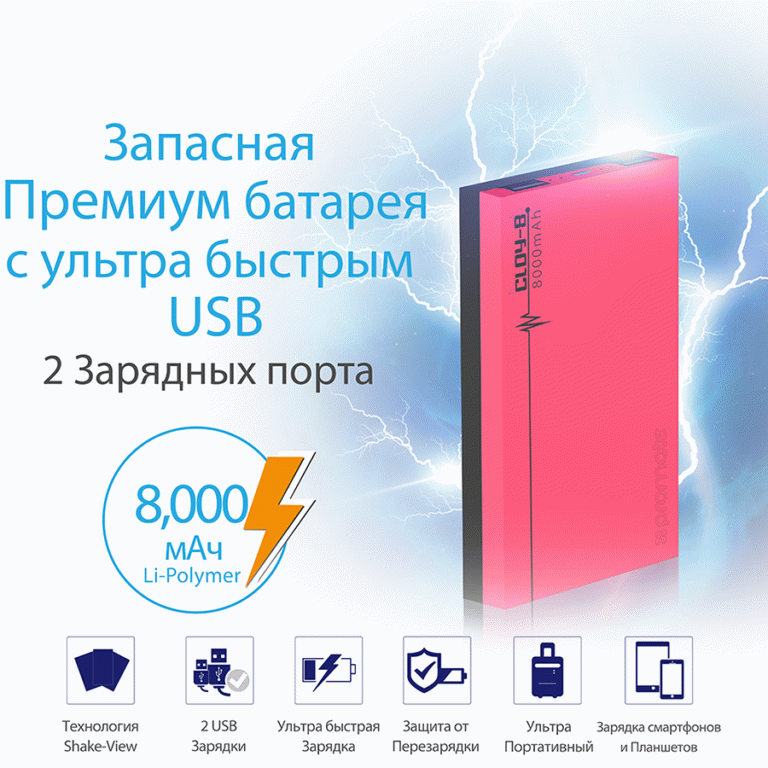 Запасная
Премиум батарея
с ультра быстрым
USB
2 Зарядных порта
CLOY-8
8000mAh
promate
8,000
мАч
Li-Polymer
Технология
Shake-View
2 USB
Зарядки
Ультра быстрая
Зарядка
Защита от
Перезарядки
Ультра
Портативный
Зарядка смартфонов
и Планшетов